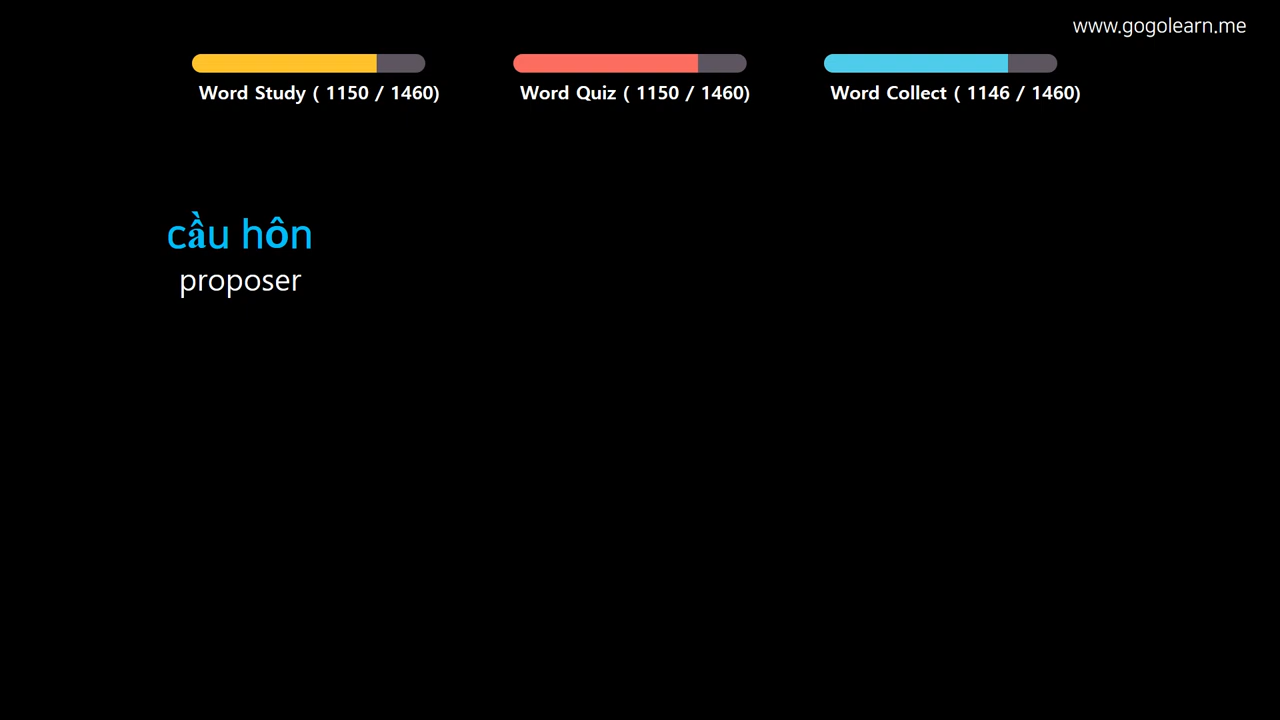 www.gogolearn.me
Word Study ( 1150 / 1460)
Word Quiz ( 1150 / 1460)
Word Collect ( 1146 / 1460)
cầu hôn
proposer